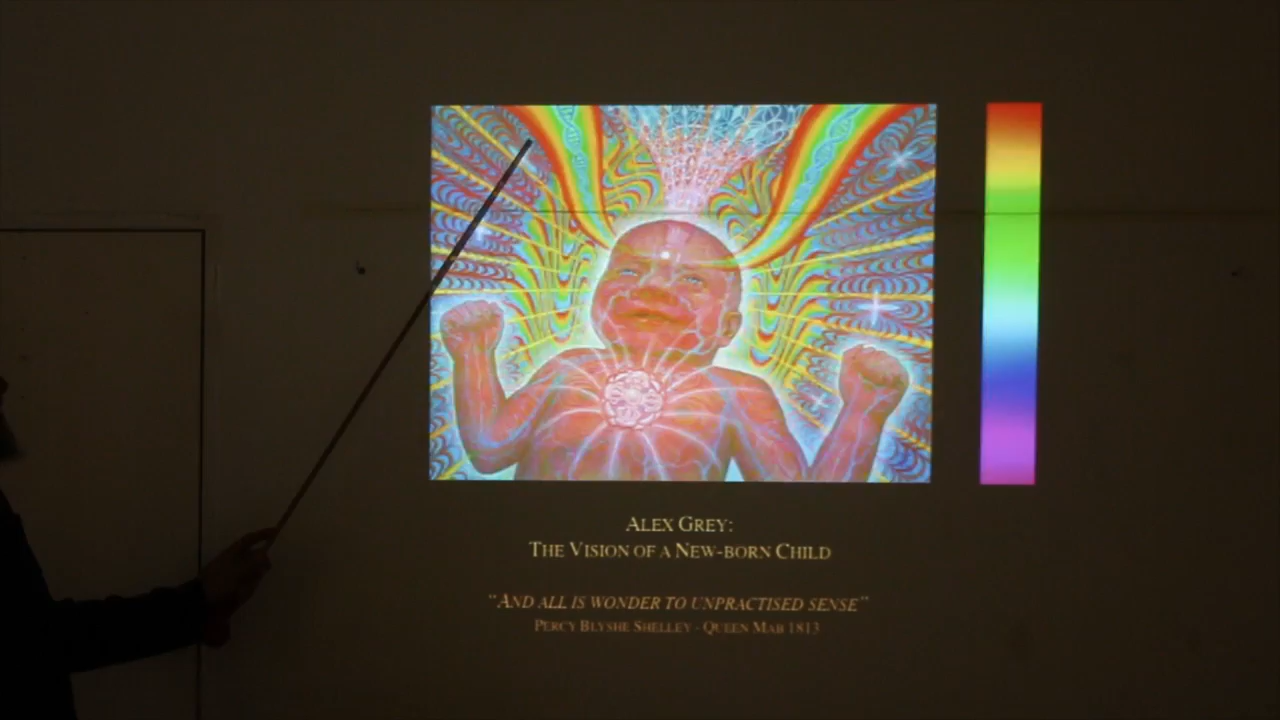 ALEX GREY:
THE VISION OF A NEW-BORN CHILD
"AND ALL IS WONDER TO UNPRACTISED SENSE"
PERCY BLYSHE SHELLEY - QUEEN MAB 1813